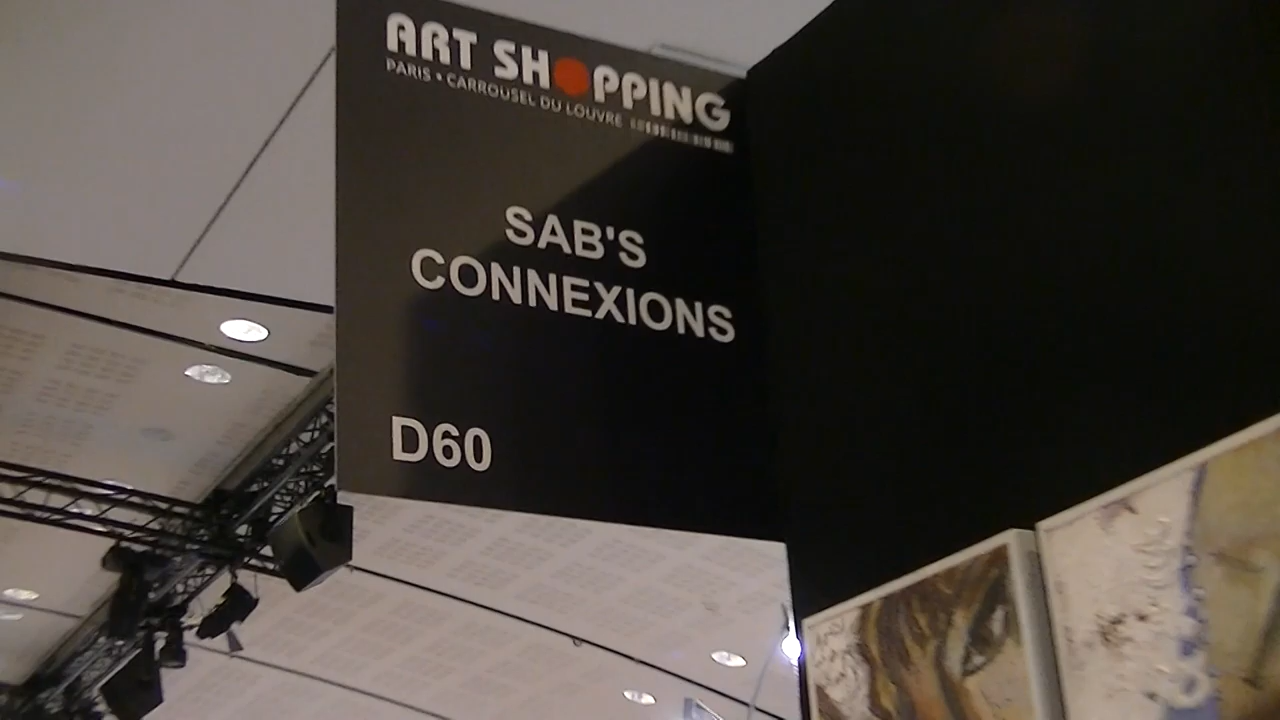 ART SHOPPING
PARIS • CARROUSEL DU LOUVRE
SAB'S
CONNEXIONS
D60